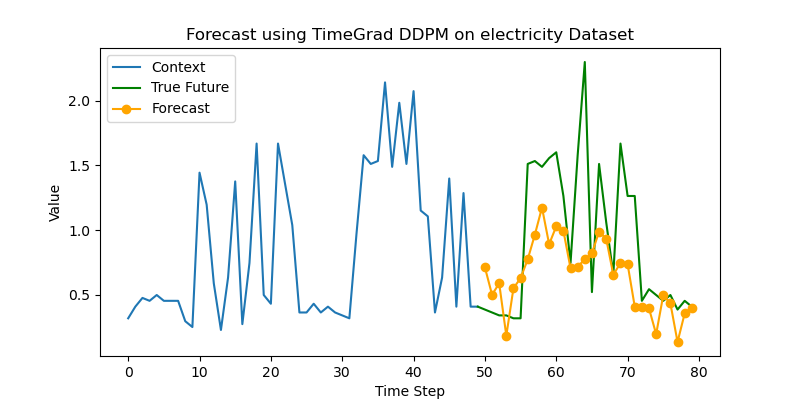 Forecast using TimeGrad DDPM on electricity Dataset
Context
True Future
Forecast
Value
2.0
1.5
1.0
0.5
0 10 20 30 40 50 60 70 80
Time Step